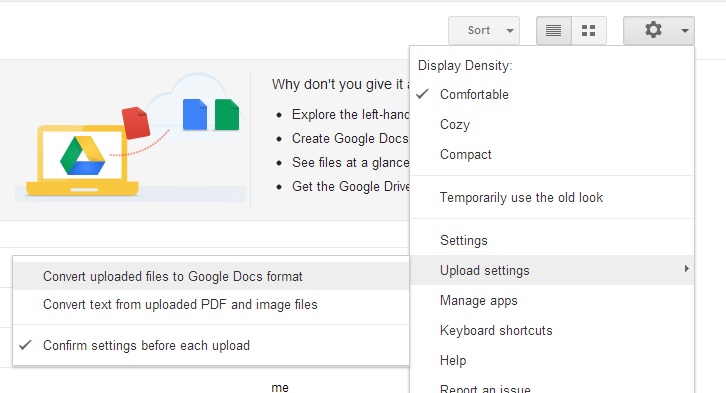 Sort
Display Density:
Why don't you give it a
Comfortable
Explore the left-hand
Cozy
Create Google Docs
Compact
See files at a glance
Get the Google Drive
Temporarily use the old look
Settings
Convert uploaded files to Google Docs format
Upload settings
Convert text from uploaded PDF and image files
Manage apps
Keyboard shortcuts
Confirm settings before each upload
Help
me
Report an issue